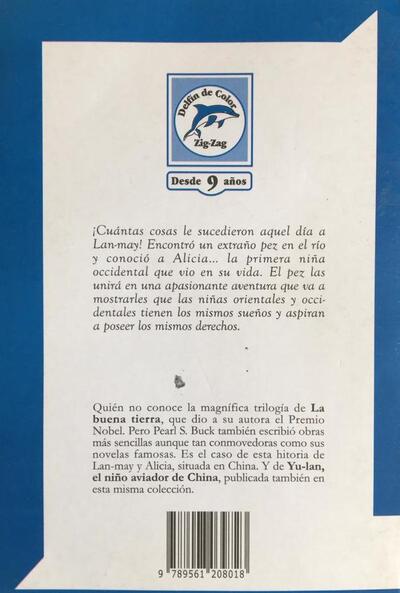 Delfín de Color
Zig-Zag
Desde 9 años
¡Cuántas cosas le sucedieron aquel día a
Lan-may! Encontró un extraño pez en el río
y conoció a Alicia... la primera niña
occidental que vio en su vida. El pez las
unirá en una apasionante aventura que va a
mostrarles que las niñas orientales y occi-
dentales tienen los mismos sueños y aspiran
a poseer los mismos derechos.
Quién no conoce la magnífica trilogía de La
buena tierra, que dio a su autora el Premio
Nobel. Pero Pearl S. Buck también escribió obras
más sencillas aunque tan conmovedoras como sus
novelas famosas. Es el caso de esta hitoria de
Lan-may y Alicia, situada en China. Y de Yu-lan,
el niño aviador de China, publicada también en
esta misma colección.
9 789561 208018